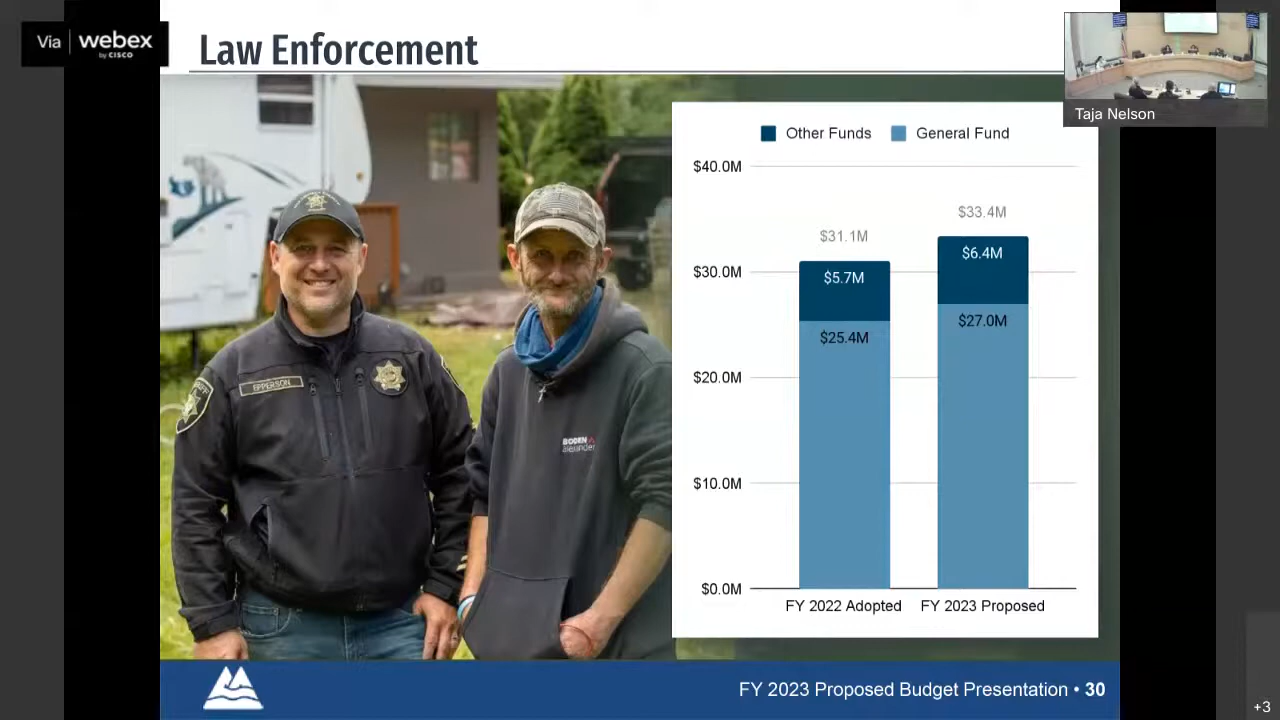 Via webex
by CISCO
Law Enforcement
Taja Nelson
Other Funds
General Fund
$40.0M
$30.0M
$20.0M
$10.0M
$0.0M
$31.1M
$5.7M
$25.4M
$33.4M
$6.4M
$27.0M
FY 2022 Adopted
FY 2023 Proposed
EPPERSON
BODEN
alexander
FY 2023 Proposed Budget Presentation • 30
+3